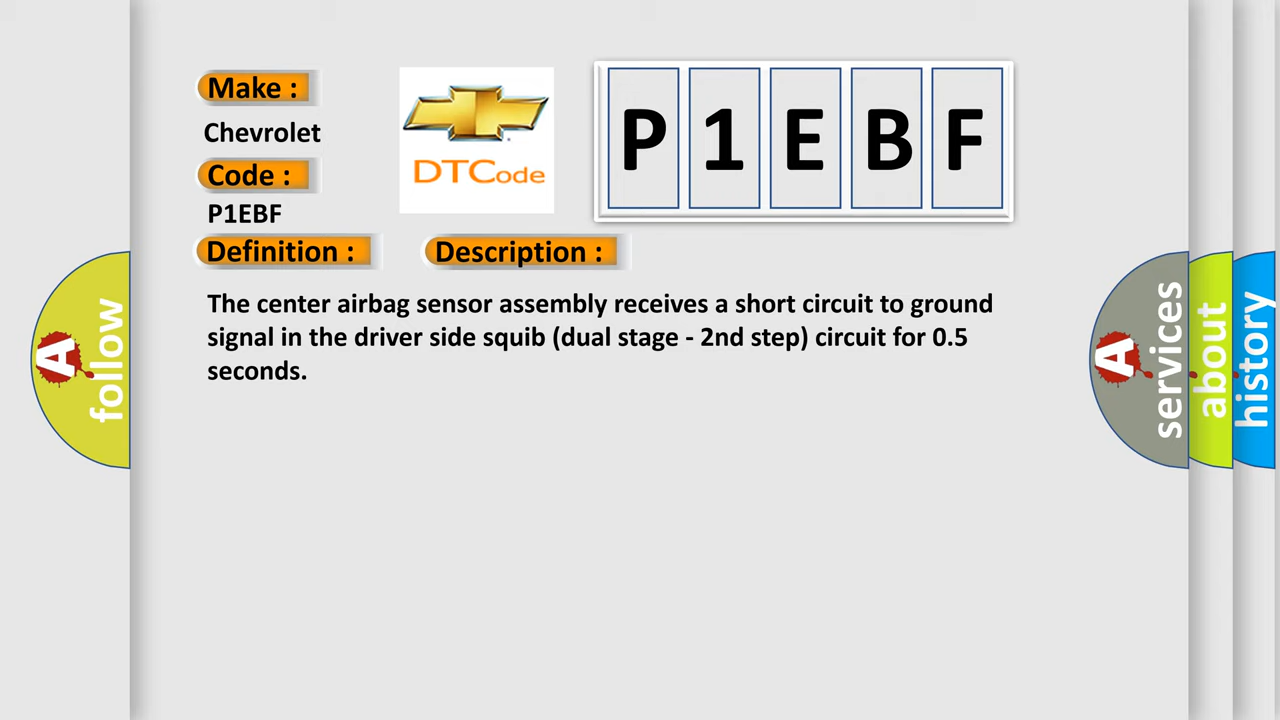 Make :
Chevrolet
Code :
P1EBF
DTCode
P1EBF
Definition :
Description :
The center airbag sensor assembly receives a short circuit to ground
signal in the driver side squib (dual stage - 2nd step) circuit for 0.5
seconds.
A
follow
A
services
about
history